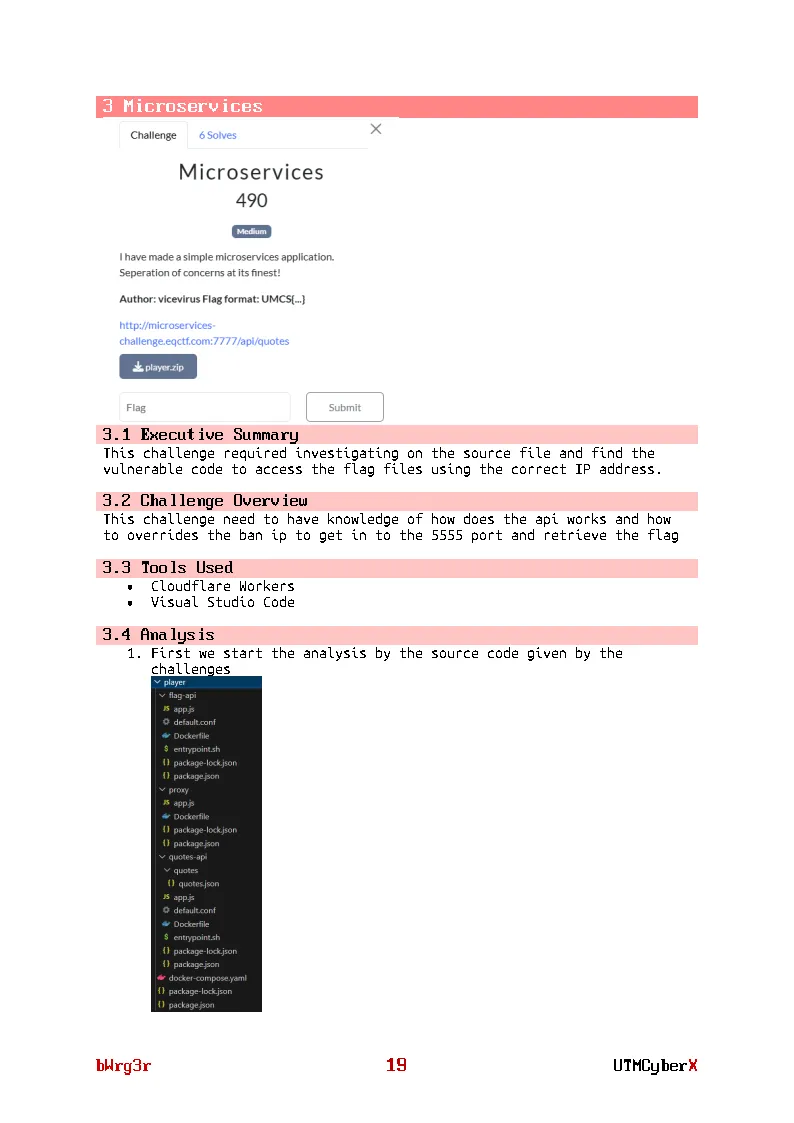 3 Microservices
Challenge
6 Solves
Microservices
490
Medium
I have made a simple microservices application.
Seperation of concerns at its finest!
Author: vicevirus Flag format: UMCS{...}
http://microservices-
challenge.eqctf.com:7777/api/quotes
player.zip
Flag
Submit
3.1 Executive Summary
This challenge required investigating on the source file and find the
vulnerable code to access the flag files using the correct IP address.
3.2 Challenge Overview
This challenge need to have knowledge of how does the api works and how
to overrides the ban ip to get in to the 5555 port and retrieve the flag
3.3 Tools Used
• Cloudflare Workers
• Visual Studio Code
3.4 Analysis
1. First we start the analysis by the source code given by the
challenges
player
flag-api
JS app.js
default.conf
Dockerfile
$ entrypoint.sh
{} package-lock.json
{} package.json
proxy
JS app.js
Dockerfile
{} package-lock.json
{} package.json
quotes-api
quotes
{} quotes.json
JS app.js
default.conf
Dockerfile
$ entrypoint.sh
{} package-lock.json
{} package.json
docker-compose.yaml
{} package-lock.json
{} package.json
bWrg3r
19
UTMCyberX